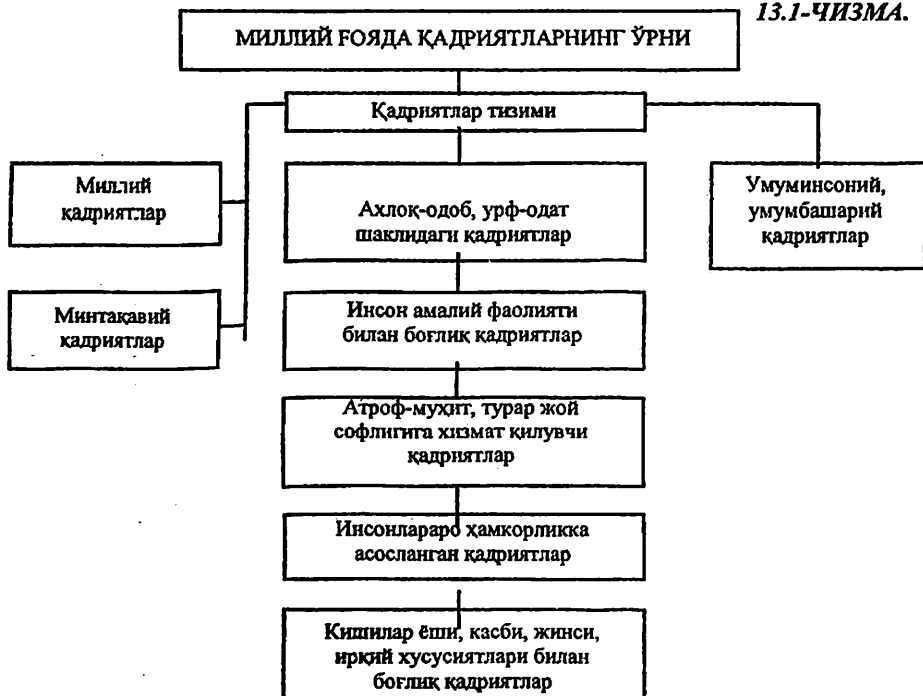 13.1-ЧИЗМА.
МИЛЛИЙ ҒОЯДА ҚАДРИЯТЛАРНИНГ ЎРНИ
Қадриятлар тизими
Миллий
қадриятлар
Минтақавий
қадриятлар
Ахлоқ-одоб, урф-одат
шаклидаги қадриятлар
Инсон амалий фаолияти
билан боғлиқ қадриятлар
Атроф-муҳит, турар жой
софлигига хизмат қилувчи
қадриятлар
Инсонлараро ҳамкорликка
асосланган қадриятлар
Кишилар ёши, касби, жинси,
ирқий хусусиятлари билан
боғлиқ қадриятлар
Умуминсоний,
умумбашарий
қадриятлар